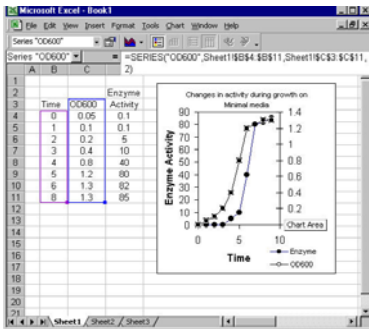 Microsoft Excel - Book1
File Edit View Insert Format Tools Chart Window Help
Series "OD600"
Series "OD600" = =SERIES("OD600",Sheet1!$B$4:$B$11,Sheet1!$C$3:$C$11,
2)
A B C
1
2 Enzyme
3 Time OD600 Activity
4 0 0.05 0.1
5 1 0.1 0.1
6 2 0.2 5
7 3 0.4 10
8 4 0.8 40
9 5 1.2 80
10 6 1.3 82
11 8 1.3 85
12
13
14
15
16
17
18
19
20
21
Changes in activity during growth on
Minimal media
Enzyme Activity
90
80
70
60
50
40
30
20
10
0
1.4
1.2
1
0.8
0.6
0.4
0.2
0 5 10
Chart Area
Time
Enzyme
OD600
Sheet1 Sheet2 Sheet3